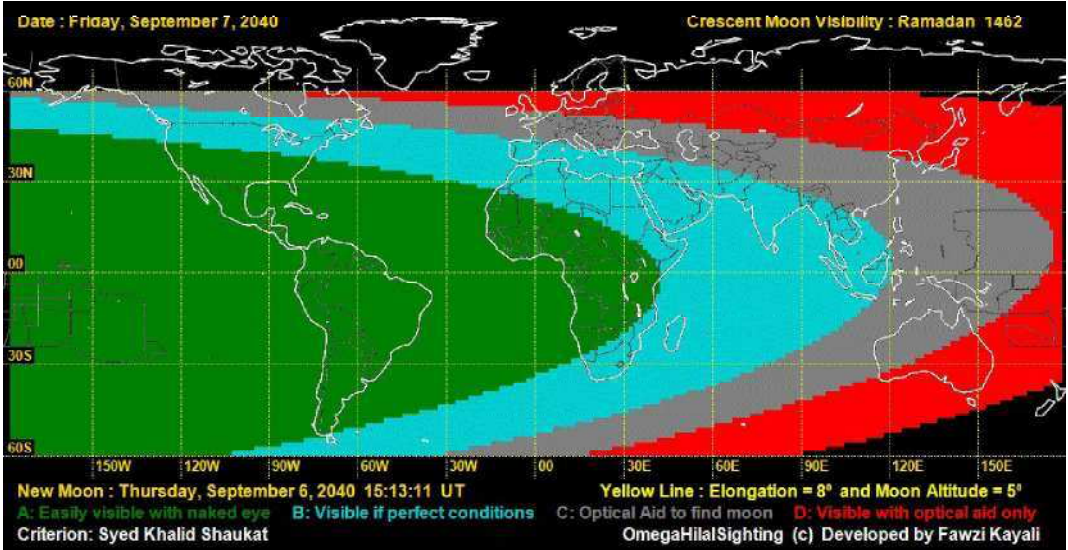 Date : Friday, September 7, 2040
Crescent Moon Visibility : Ramadan 1462
60N
30N
00
30S
60S
150W 120W 90W 60W 30W 00 30E 60E 90E 120E 150E
New Moon : Thursday, September 6, 2040 15:13:11 UT
Yellow Line : Elongation = 8º and Moon Altitude = 5º
A: Easily visible with naked eye
B: Visible if perfect conditions
C: Optical Aid to find moon
D: Visible with optical aid only
Criterion: Syed Khalid Shaukat
OmegaHilalSighting (c) Developed by Fawzi Kayali